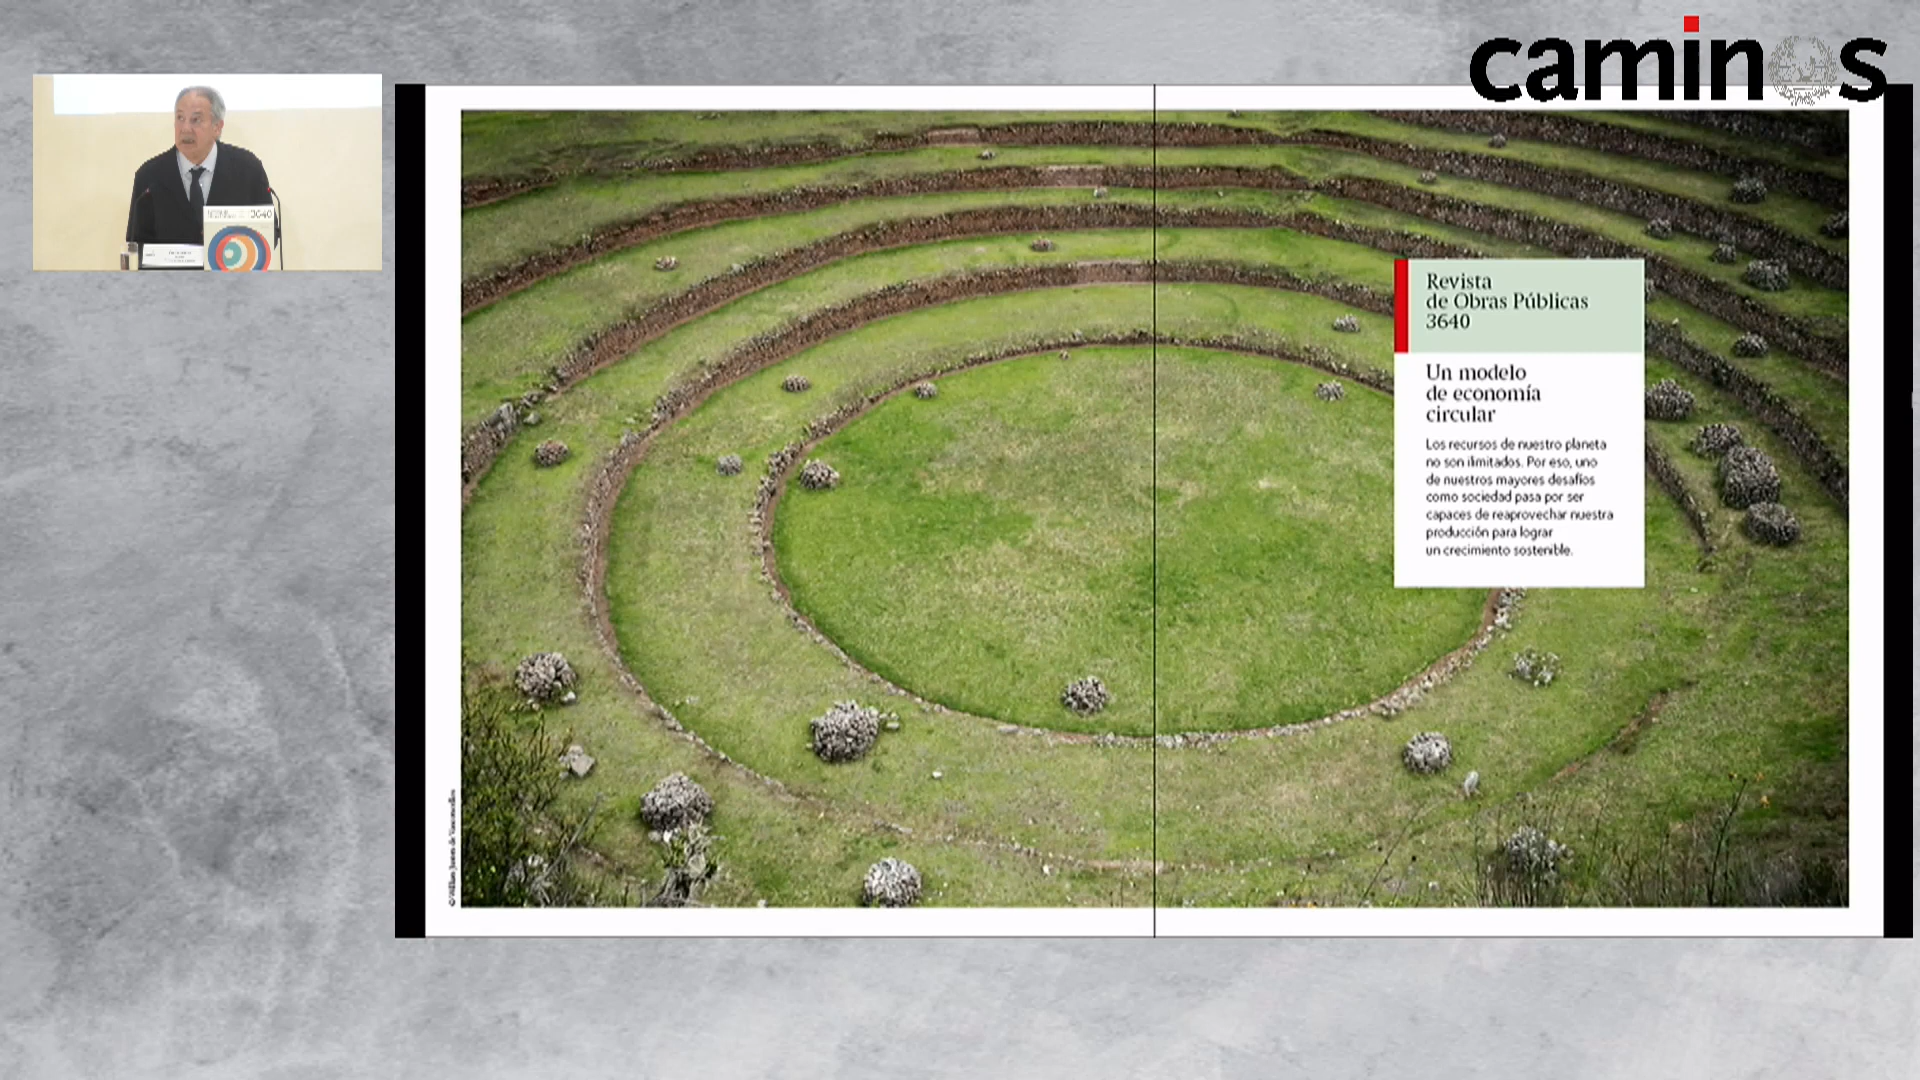 caminos
3640
Revista
de Obras Públicas
3640
Un modelo
de economía
circular
Los recursos de nuestro planeta
no son ilimitados. Por eso, uno
de nuestros mayores desafíos
como sociedad pasa por ser
capaces de reaprovechar nuestra
producción para lograr
un crecimiento sostenible.